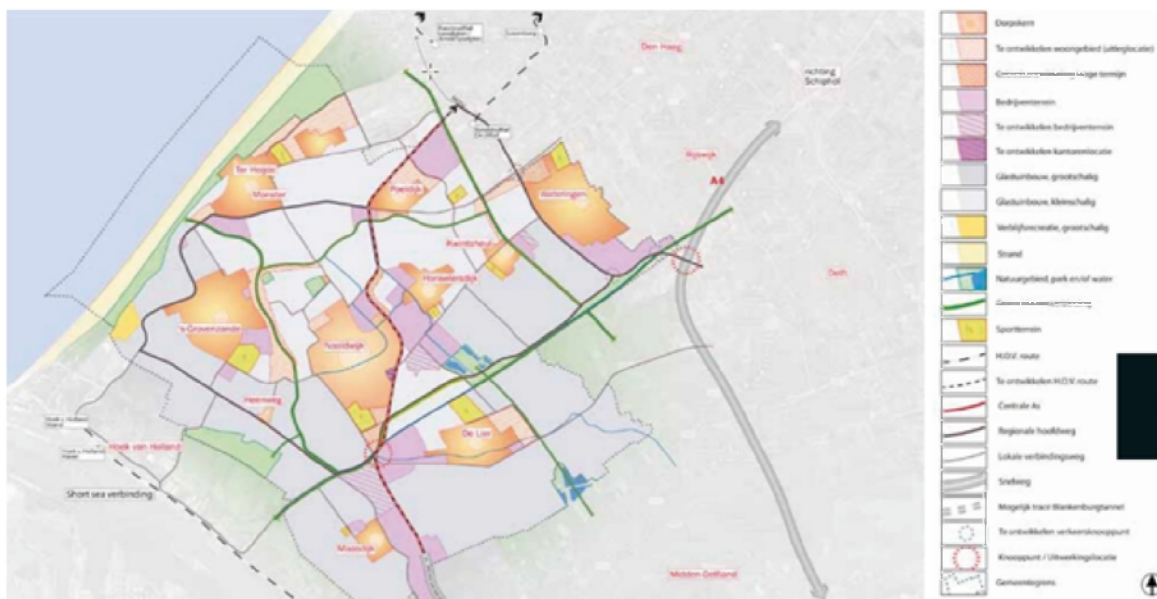 Den Haag
richting
Schiphol
Rijswijk
A4
Ter Heijde
Monster
Poeldijk
Wateringen
Kwintsheul
Honselersdijk
Delft
's-Gravenzande
Naaldwijk
Heenweg
De Lier
Hoek van Holland
Short sea verbinding
Maasdijk
Midden-Delfland
Dorpskern
Te ontwikkelen woongebied (uitleglocatie)
termijn
Bedrijventerrein
Te ontwikkelen bedrijventerrein
Te ontwikkelen kantorenlocatie
Glastuinbouw, grootschalig
Glastuinbouw, kleinschalig
Verblijfsrecreatie, grootschalig
Strand
Natuurgebied, park en/of water
Sportterrein
H.O.V. route
Te ontwikkelen H.O.V. route
Centrale As
Regionale hoofdweg
Lokale verbindingsweg
Snelweg
Mogelijk tracé Blankenburgtunnel
Te ontwikkelen verkeersknooppunt
Knooppunt / Uitwerkingslocatie
Gemeentegrens